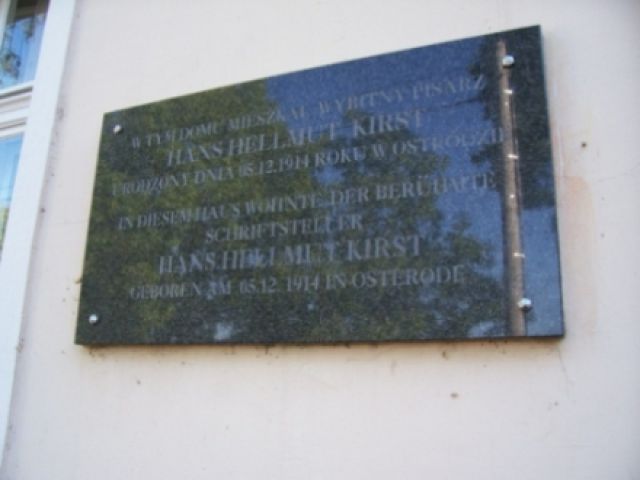 W TYM DOMU MIESZKAŁ WYBITNY PISARZ
HANS HELLMUT KIRST
URODZONY DNIA 05.12.1914 ROKU W OSTRÓDZIE
IN DIESEM HAUS WOHNTE DER BERÜHMTE
SCHRIFTSTELLER
HANS HELLMUT KIRST
GEBOREN AM 05.12. 1914 IN OSTERODE